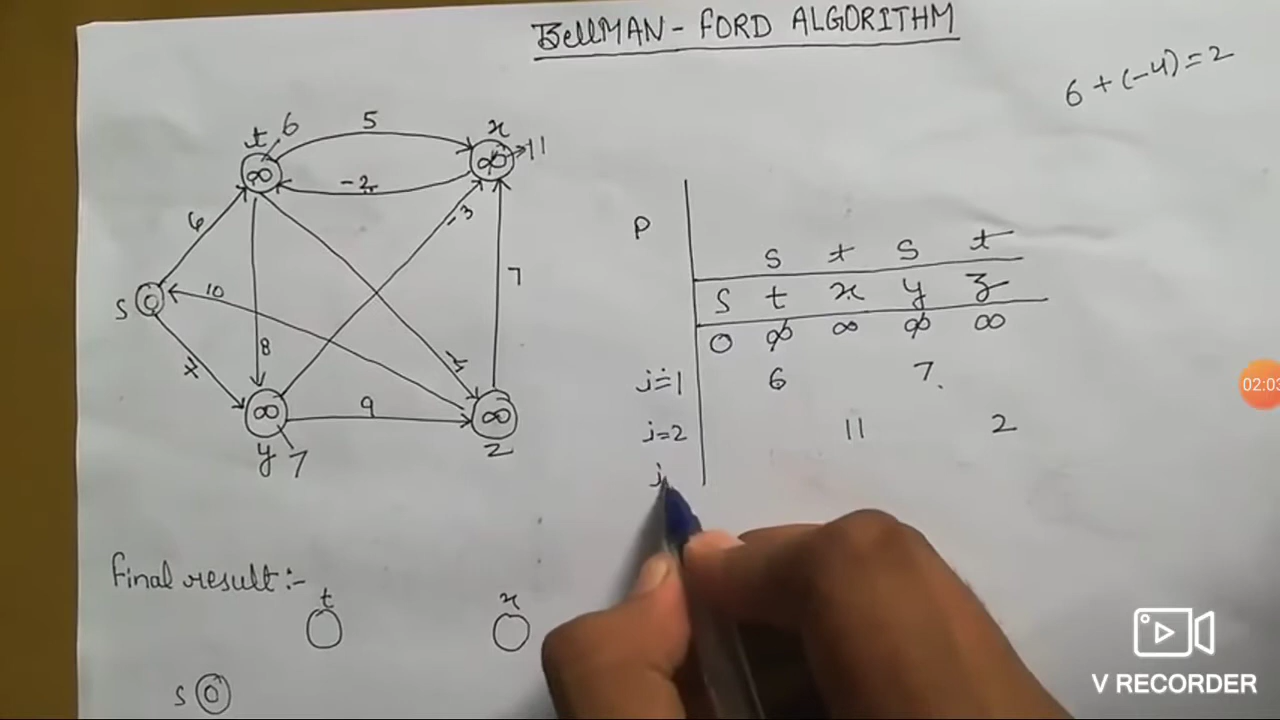 BellMAN - FORD ALGORITHM
6 + (-4) = 2
t 6
5
x
∞
∞ 11
-2
6
-3
P
s t s t
S t x y z
0 ∞ ∞ ∞ ∞
S 0
10
7
7
8
i=1 6 7.
∞
9
∞
i=2 11 2
y 7
z
i
final result :-
t
x
S 0
02:03
V RECORDER